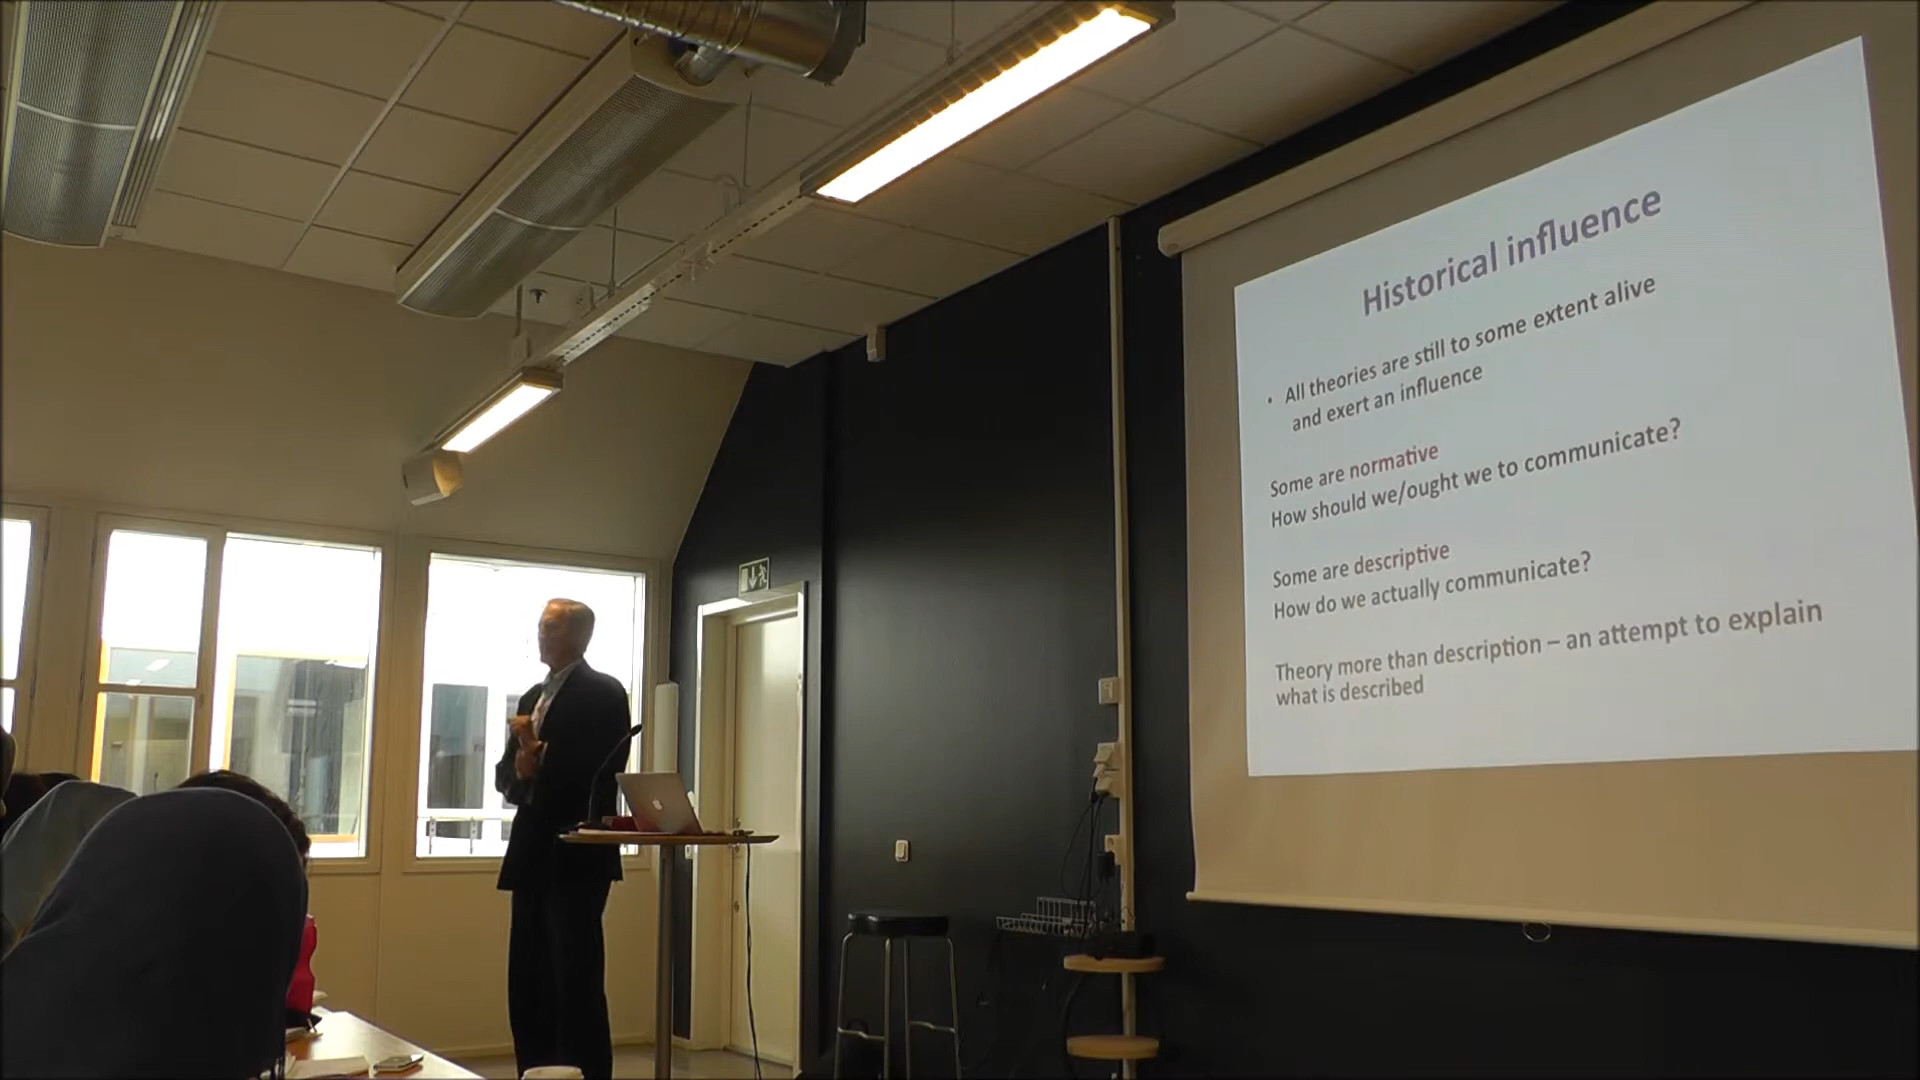 Historical influence
• All theories are still to some extent alive
and exert an influence
Some are normative
How should we/ought we to communicate?
Some are descriptive
How do we actually communicate?
Theory more than description – an attempt to explain
what is described